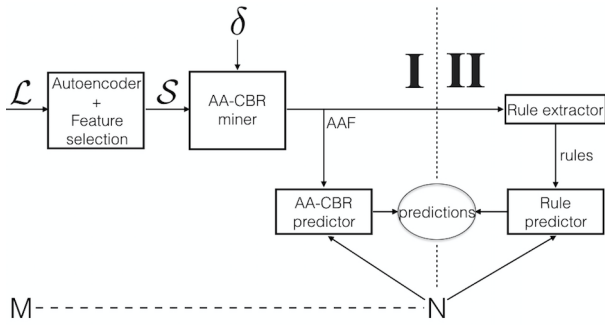 δ
I II
ℒ
Autoencoder
+
Feature
selection
𝒮
AA-CBR
miner
AAF
Rule extractor
rules
AA-CBR
predictor
predictions
Rule
predictor
M
N